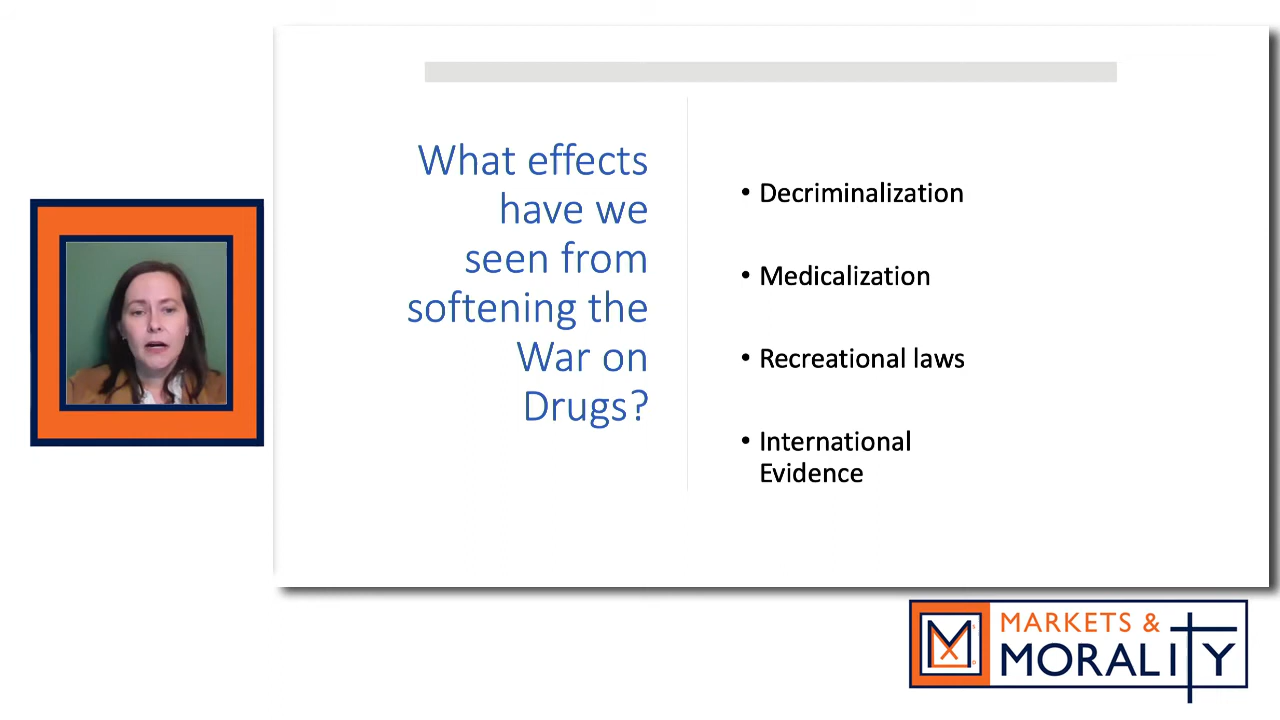 What effects
have we
seen from
softening the
War on
Drugs?
• Decriminalization
• Medicalization
• Recreational laws
• International
Evidence
MARKETS &
MORALITY